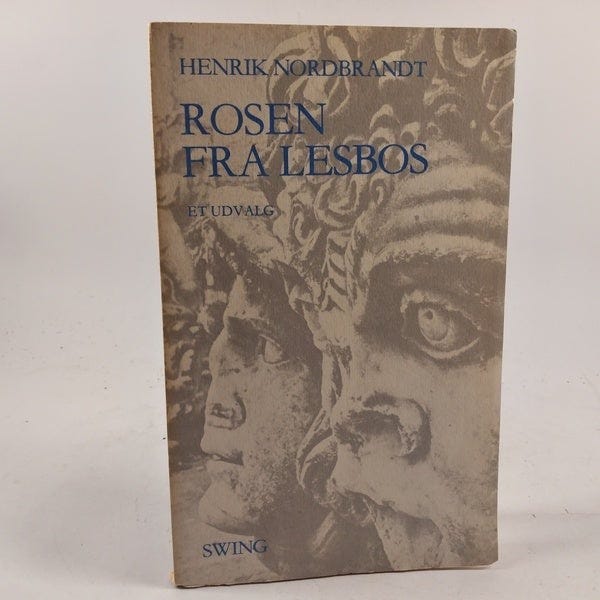 HENRIK NORDBRANDT
ROSEN
FRA LESBOS
ET UDVALG
SWING